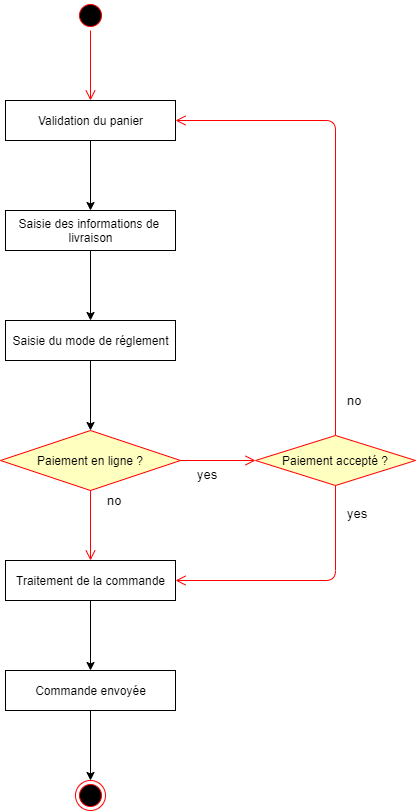 Validation du panier
Saisie des informations de
livraison
Saisie du mode de réglement
no
Paiement en ligne ?
Paiement accepté ?
yes
no
yes
Traitement de la commande
Commande envoyée